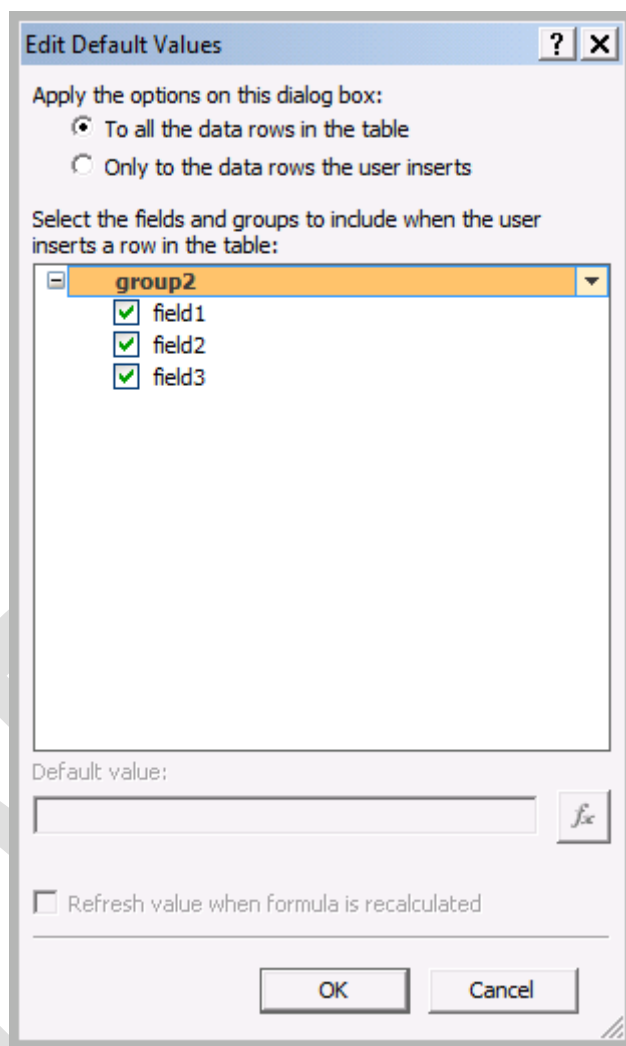 Edit Default Values
Apply the options on this dialog box:
To all the data rows in the table
Only to the data rows the user inserts
Select the fields and groups to include when the user
inserts a row in the table:
group2
field1
field2
field3
Default value:
fx
Refresh value when formula is recalculated
OK Cancel